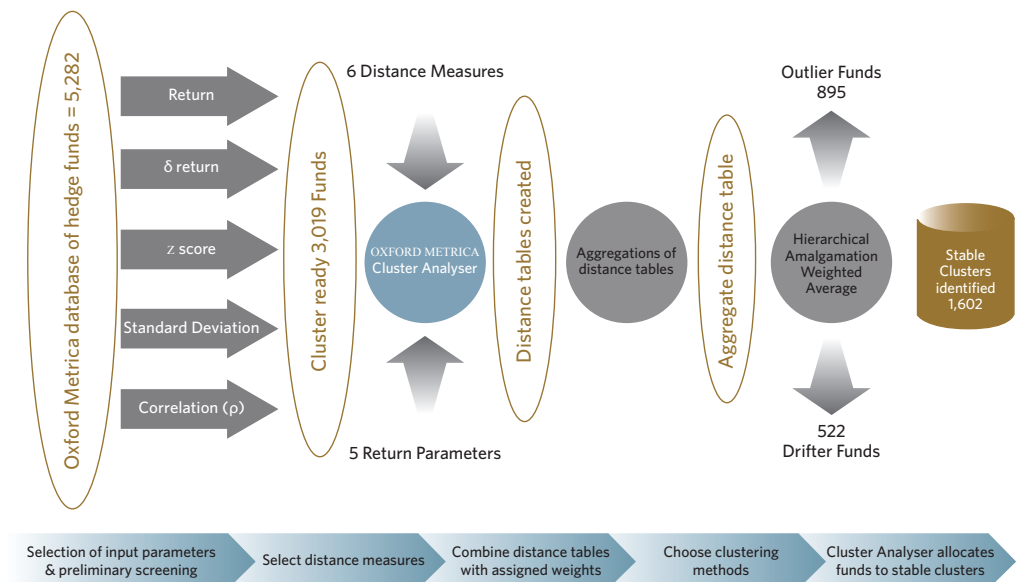 Oxford Metrica database of hedge funds = 5,282
Return
δ return
z score
Standard Deviation
Correlation (ρ)
Cluster ready 3,019 Funds
6 Distance Measures
OXFORD METRICA
Cluster Analyser
5 Return Parameters
Distance tables created
Aggregations of
distance tables
Aggregate distance table
Outlier Funds
895
Hierarchical
Amalgamation
Weighted
Average
522
Drifter Funds
Stable
Clusters
identified
1,602
Selection of input parameters
& preliminary screening
Select distance measures
Combine distance tables
with assigned weights
Choose clustering
methods
Cluster Analyser allocates
funds to stable clusters